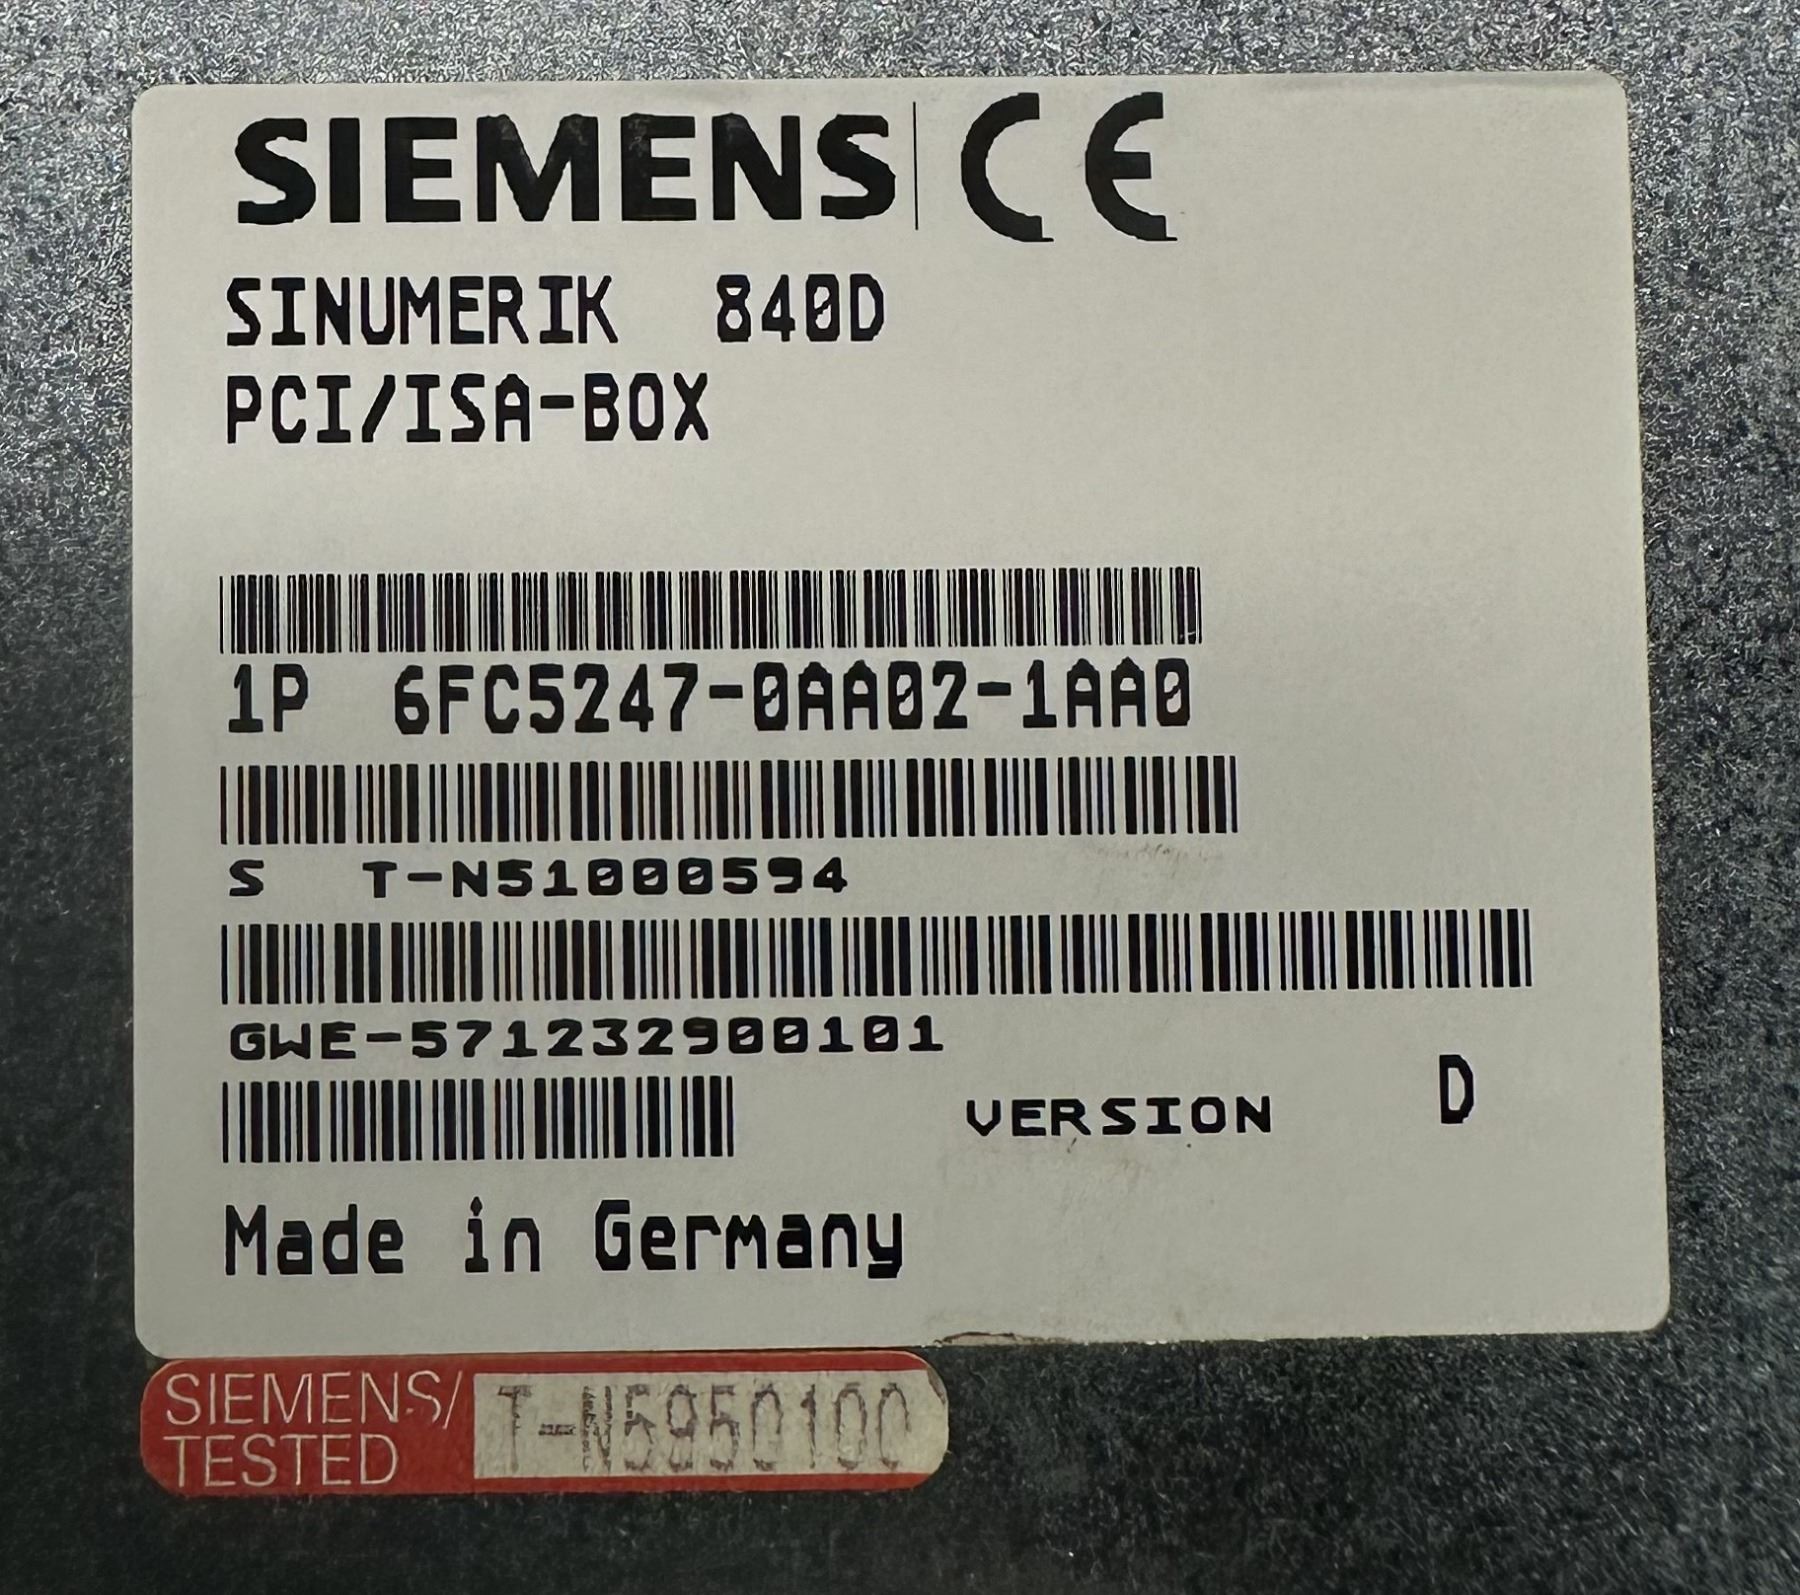 SIEMENS CE
SINUMERIK 840D
PCI/ISA-BOX
1P 6FC5247-0AA02-1AA0
S T-N51000594
GWE-571232900101
VERSION D
Made in Germany
SIEMENS/ T-N5950100
TESTED